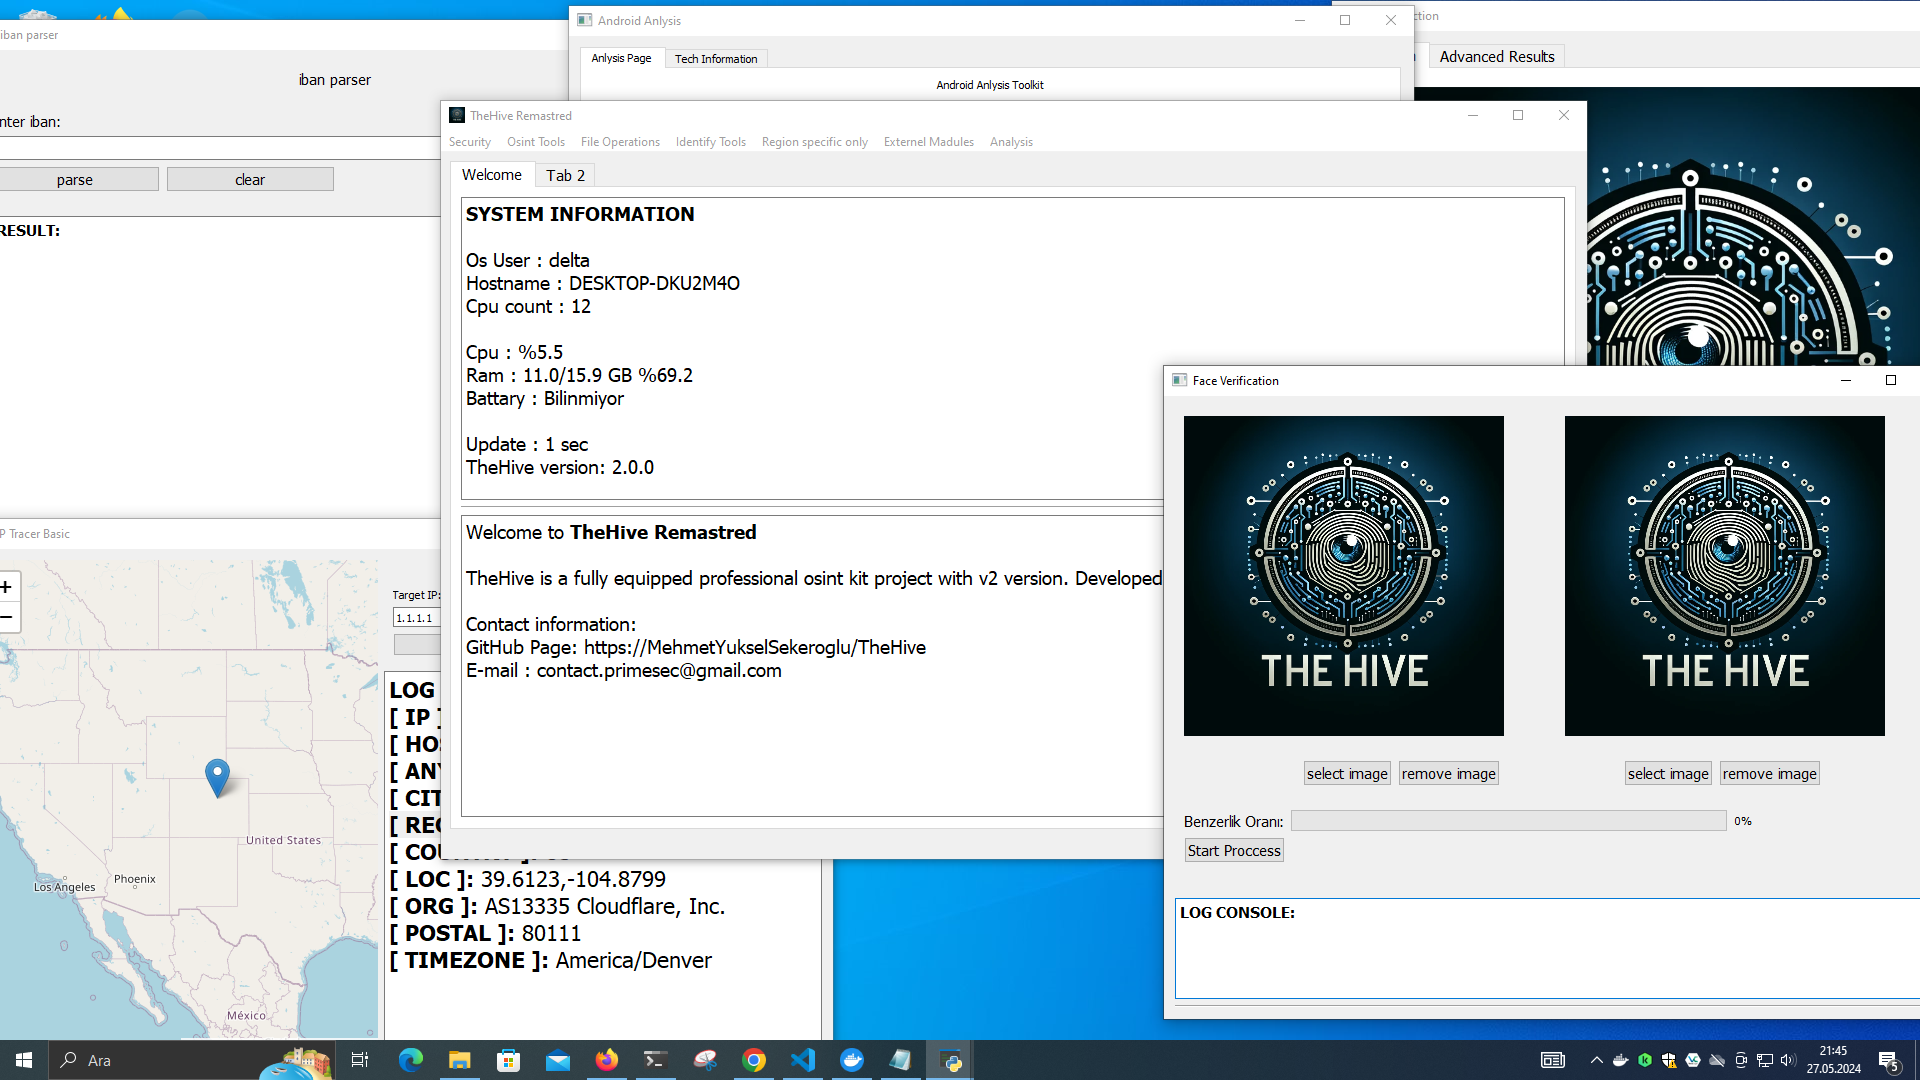 iban parser
iban parser
nter iban:
parse
clear
RESULT:
Android Anlysis
Anlysis Page
Tech Information
Android Anlysis Toolkit
ction
Advanced Results
TheHive Remastred
Security
Osint Tools
File Operations
Identify Tools
Region specific only
Externel Madules
Analysis
Welcome
Tab 2
SYSTEM INFORMATION
Os User : delta
Hostname : DESKTOP-DKU2M4O
Cpu count : 12
Cpu : %5.5
Ram : 11.0/15.9 GB %69.2
Battary : Bilinmiyor
Update : 1 sec
TheHive version: 2.0.0
Welcome to TheHive Remastred
TheHive is a fully equipped professional osint kit project with v2 version. Developed
Contact information:
GitHub Page: https://MehmetYukselSekeroglu/TheHive
E-mail : contact.primesec@gmail.com
Face Verification
THE HIVE
THE HIVE
select image
remove image
select image
remove image
Benzerlik Oranı:
0%
Start Proccess
LOG CONSOLE:
P Tracer Basic
+
−
United States
Los Angeles
Phoenix
México
Target IP:
1.1.1.1
LOG
[ IP ]
[ HOS
[ ANY
[ CIT
[ REG
[ COU
[ LOC ]: 39.6123,-104.8799
[ ORG ]: AS13335 Cloudflare, Inc.
[ POSTAL ]: 80111
[ TIMEZONE ]: America/Denver
Ara
21:45
27.05.2024
5